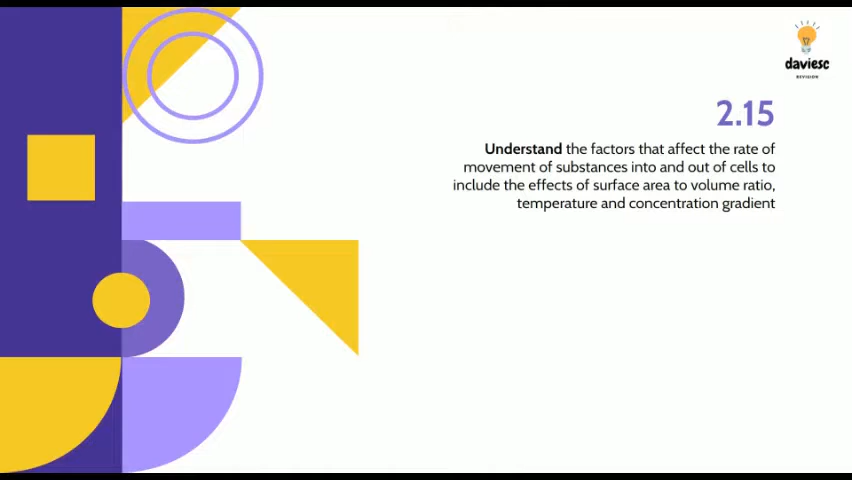 daviesc
REVISION
2.15
Understand the factors that affect the rate of
movement of substances into and out of cells to
include the effects of surface area to volume ratio,
temperature and concentration gradient